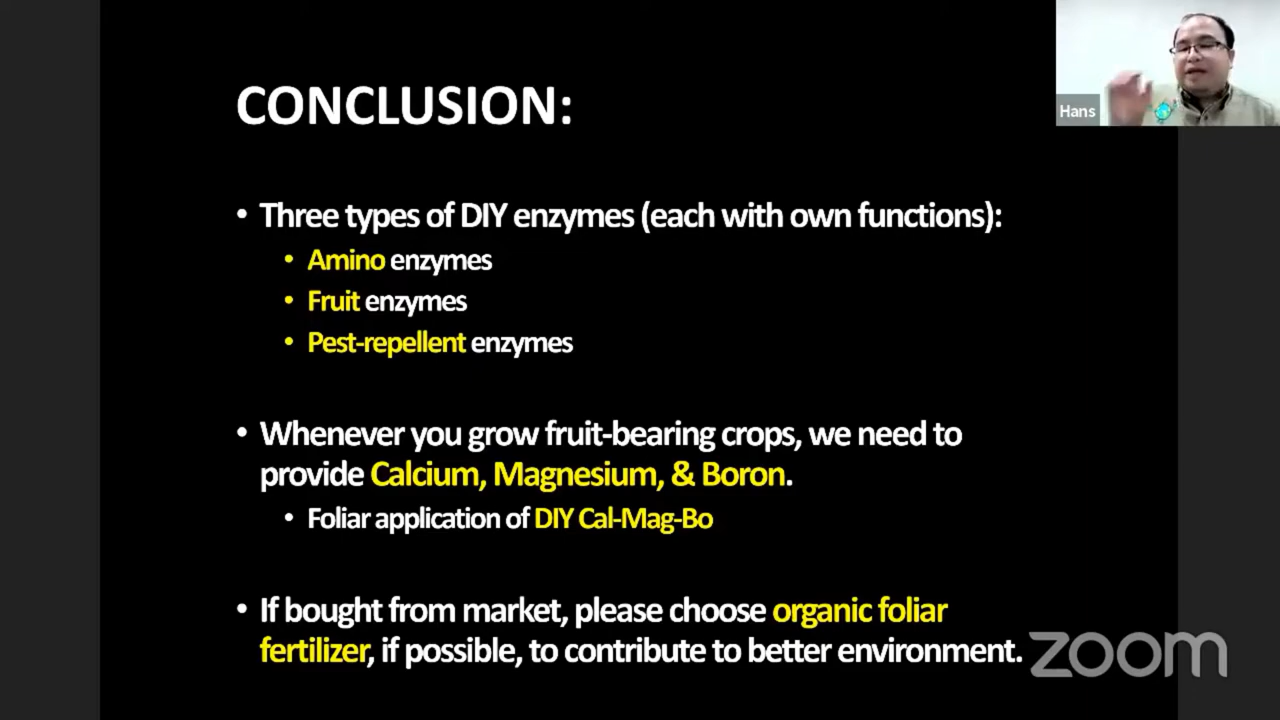 Hans
CONCLUSION:
• Three types of DIY enzymes (each with own functions):
• Amino enzymes
• Fruit enzymes
• Pest-repellent enzymes
• Whenever you grow fruit-bearing crops, we need to
provide Calcium, Magnesium, & Boron.
• Foliar application of DIY Cal-Mag-Bo
• If bought from market, please choose organic foliar
fertilizer, if possible, to contribute to better environment.
zoom